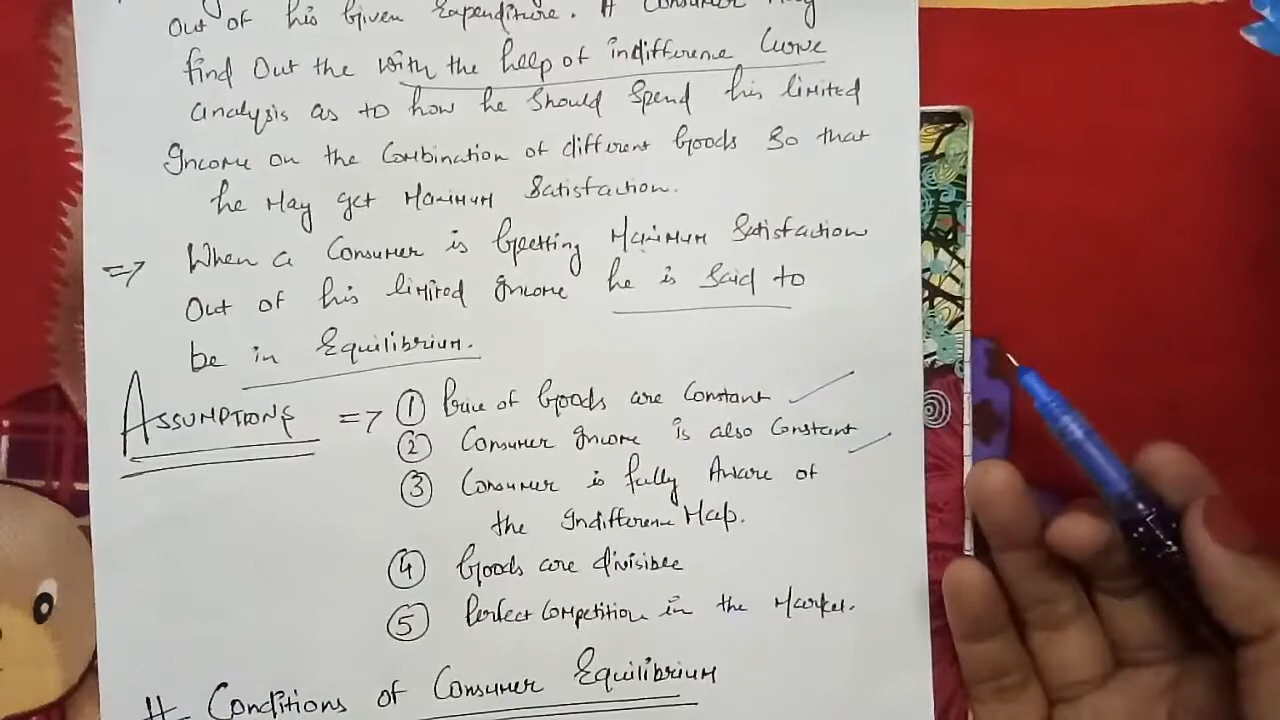 Out of his Given Expenditure. A Consumer May
find Out the with the help of indifference Curve
analysis as to how he should Spend his limited
Income on the Combination of different Goods So that
he May get Maximum Satisfaction.
=> When a Consumer is Getting Maximum Satisfaction
Out of his limited Income he is Said to
be in Equilibrium.
ASSUMPTIONS => ① Price of Goods are Constant
② Consumer Income is also Constant
③ Consumer is fully Aware of
the Indifference Map.
④ Goods are divisible
⑤ Perfect Competition in the Market.
# Conditions of Consumer Equilibrium